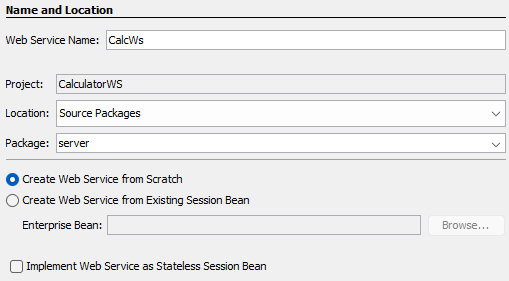 Name and Location
Web Service Name: CalcWs
Project: CalculatorWS
Location: Source Packages
Package: server
Create Web Service from Scratch
Create Web Service from Existing Session Bean
Enterprise Bean: Browse...
Implement Web Service as Stateless Session Bean